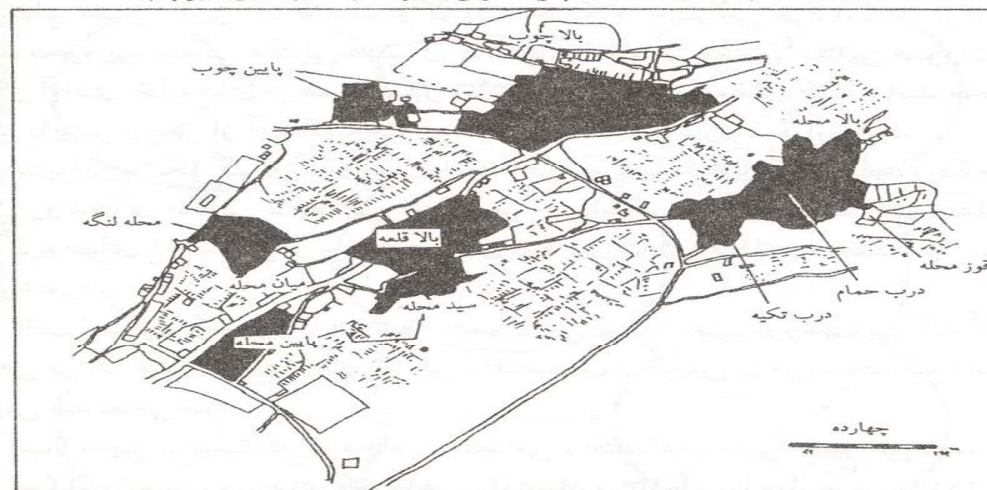 بالا چوب
پایین چوب
بالا محله
محله لنگه
بالا قلعه
میان محله
قوز محله
درب حمام
سید محله
درب تکیه
پایین محله
چهارده